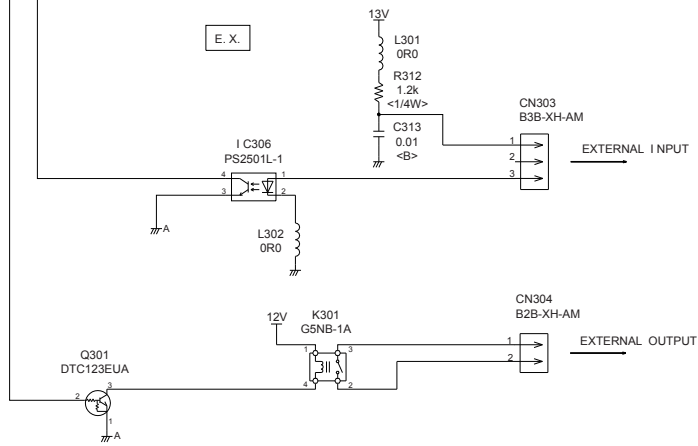 13V
E. X.
L301
0R0
R312
1.2k
<1/4W>
CN303
B3B-XH-AM
C313
0.01
<B>
1
EXTERNAL I NPUT
2
3
I C306
PS2501L-1
4
1
3
2
A
L302
0R0
CN304
B2B-XH-AM
12V
K301
G5NB-1A
1
3
1
EXTERNAL OUTPUT
2
4
2
Q301
DTC123EUA
3
2
1
A